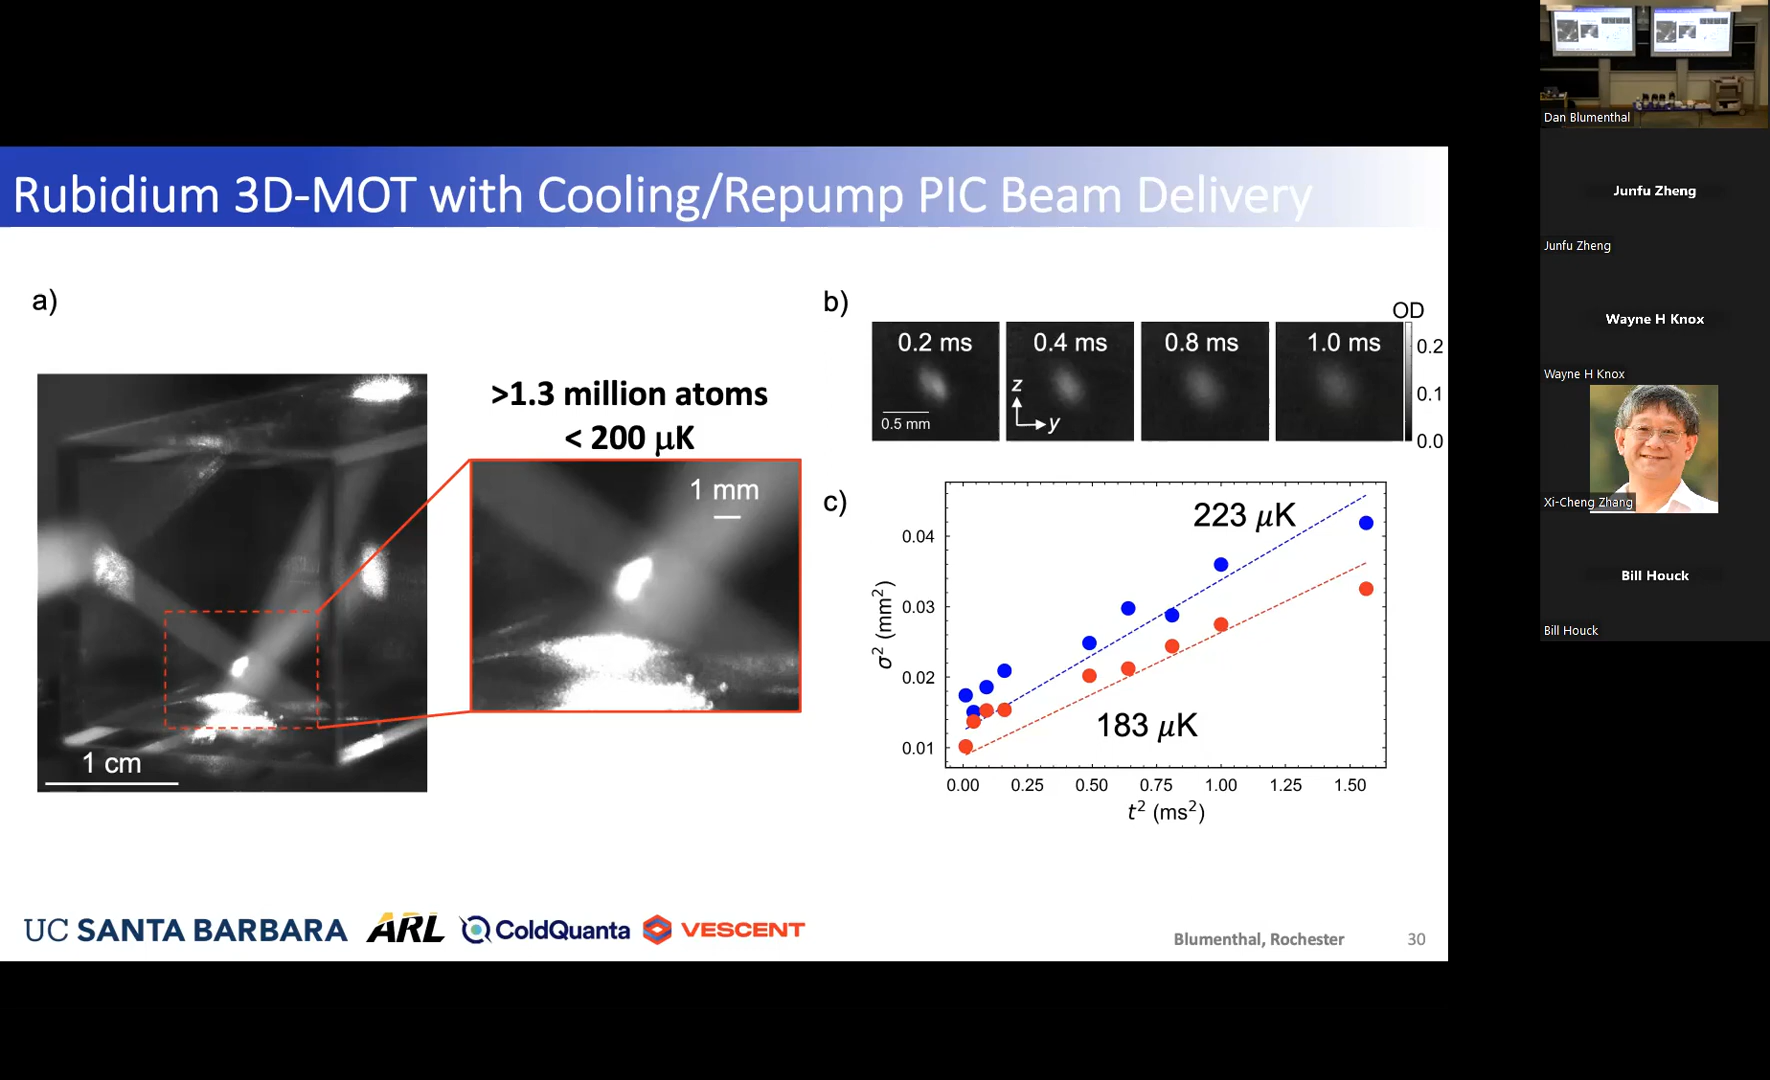 Rubidium 3D-MOT with Cooling/Repump PIC Beam Delivery
a)
>1.3 million atoms
< 200 μK
1 mm
1 cm
b)
OD
0.2 ms
0.4 ms
0.8 ms
1.0 ms
0.2
0.1
0.0
z
y
0.5 mm
c)
223 μK
183 μK
0.04
0.03
0.02
0.01
σ² (mm²)
0.00 0.25 0.50 0.75 1.00 1.25 1.50
t² (ms²)
UC SANTA BARBARA
ARL
ColdQuanta
VESCENT
Blumenthal, Rochester
30
Dan Blumenthal
Junfu Zheng
Junfu Zheng
Wayne H Knox
Wayne H Knox
Xi-Cheng Zhang
Bill Houck
Bill Houck